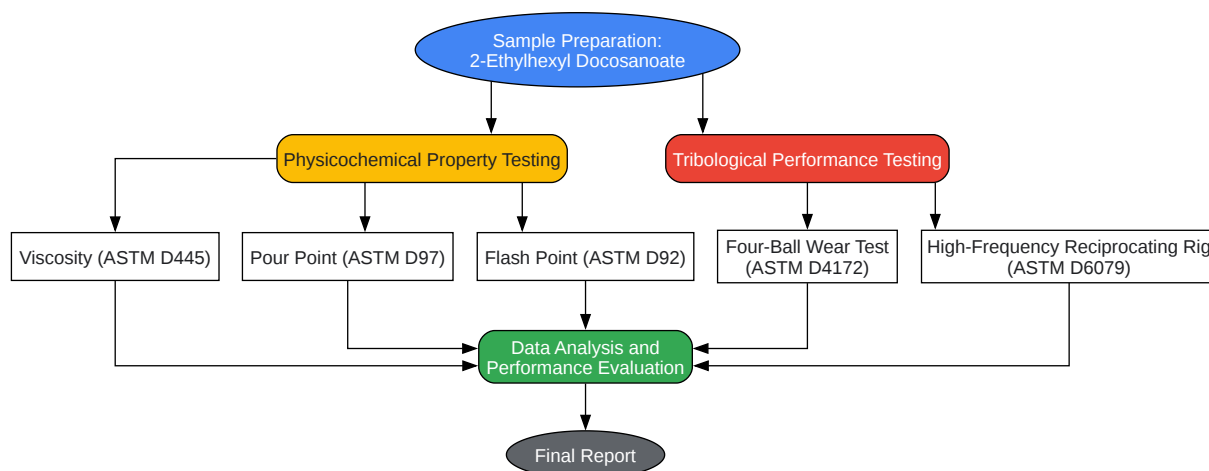 Sample Preparation:
2-Ethylhexyl Docosanoate
Physicochemical Property Testing
Tribological Performance Testing
Viscosity (ASTM D445)
Pour Point (ASTM D97)
Flash Point (ASTM D92)
Four-Ball Wear Test
(ASTM D4172)
High-Frequency Reciprocating Rig
(ASTM D6079)
Data Analysis and
Performance Evaluation
Final Report